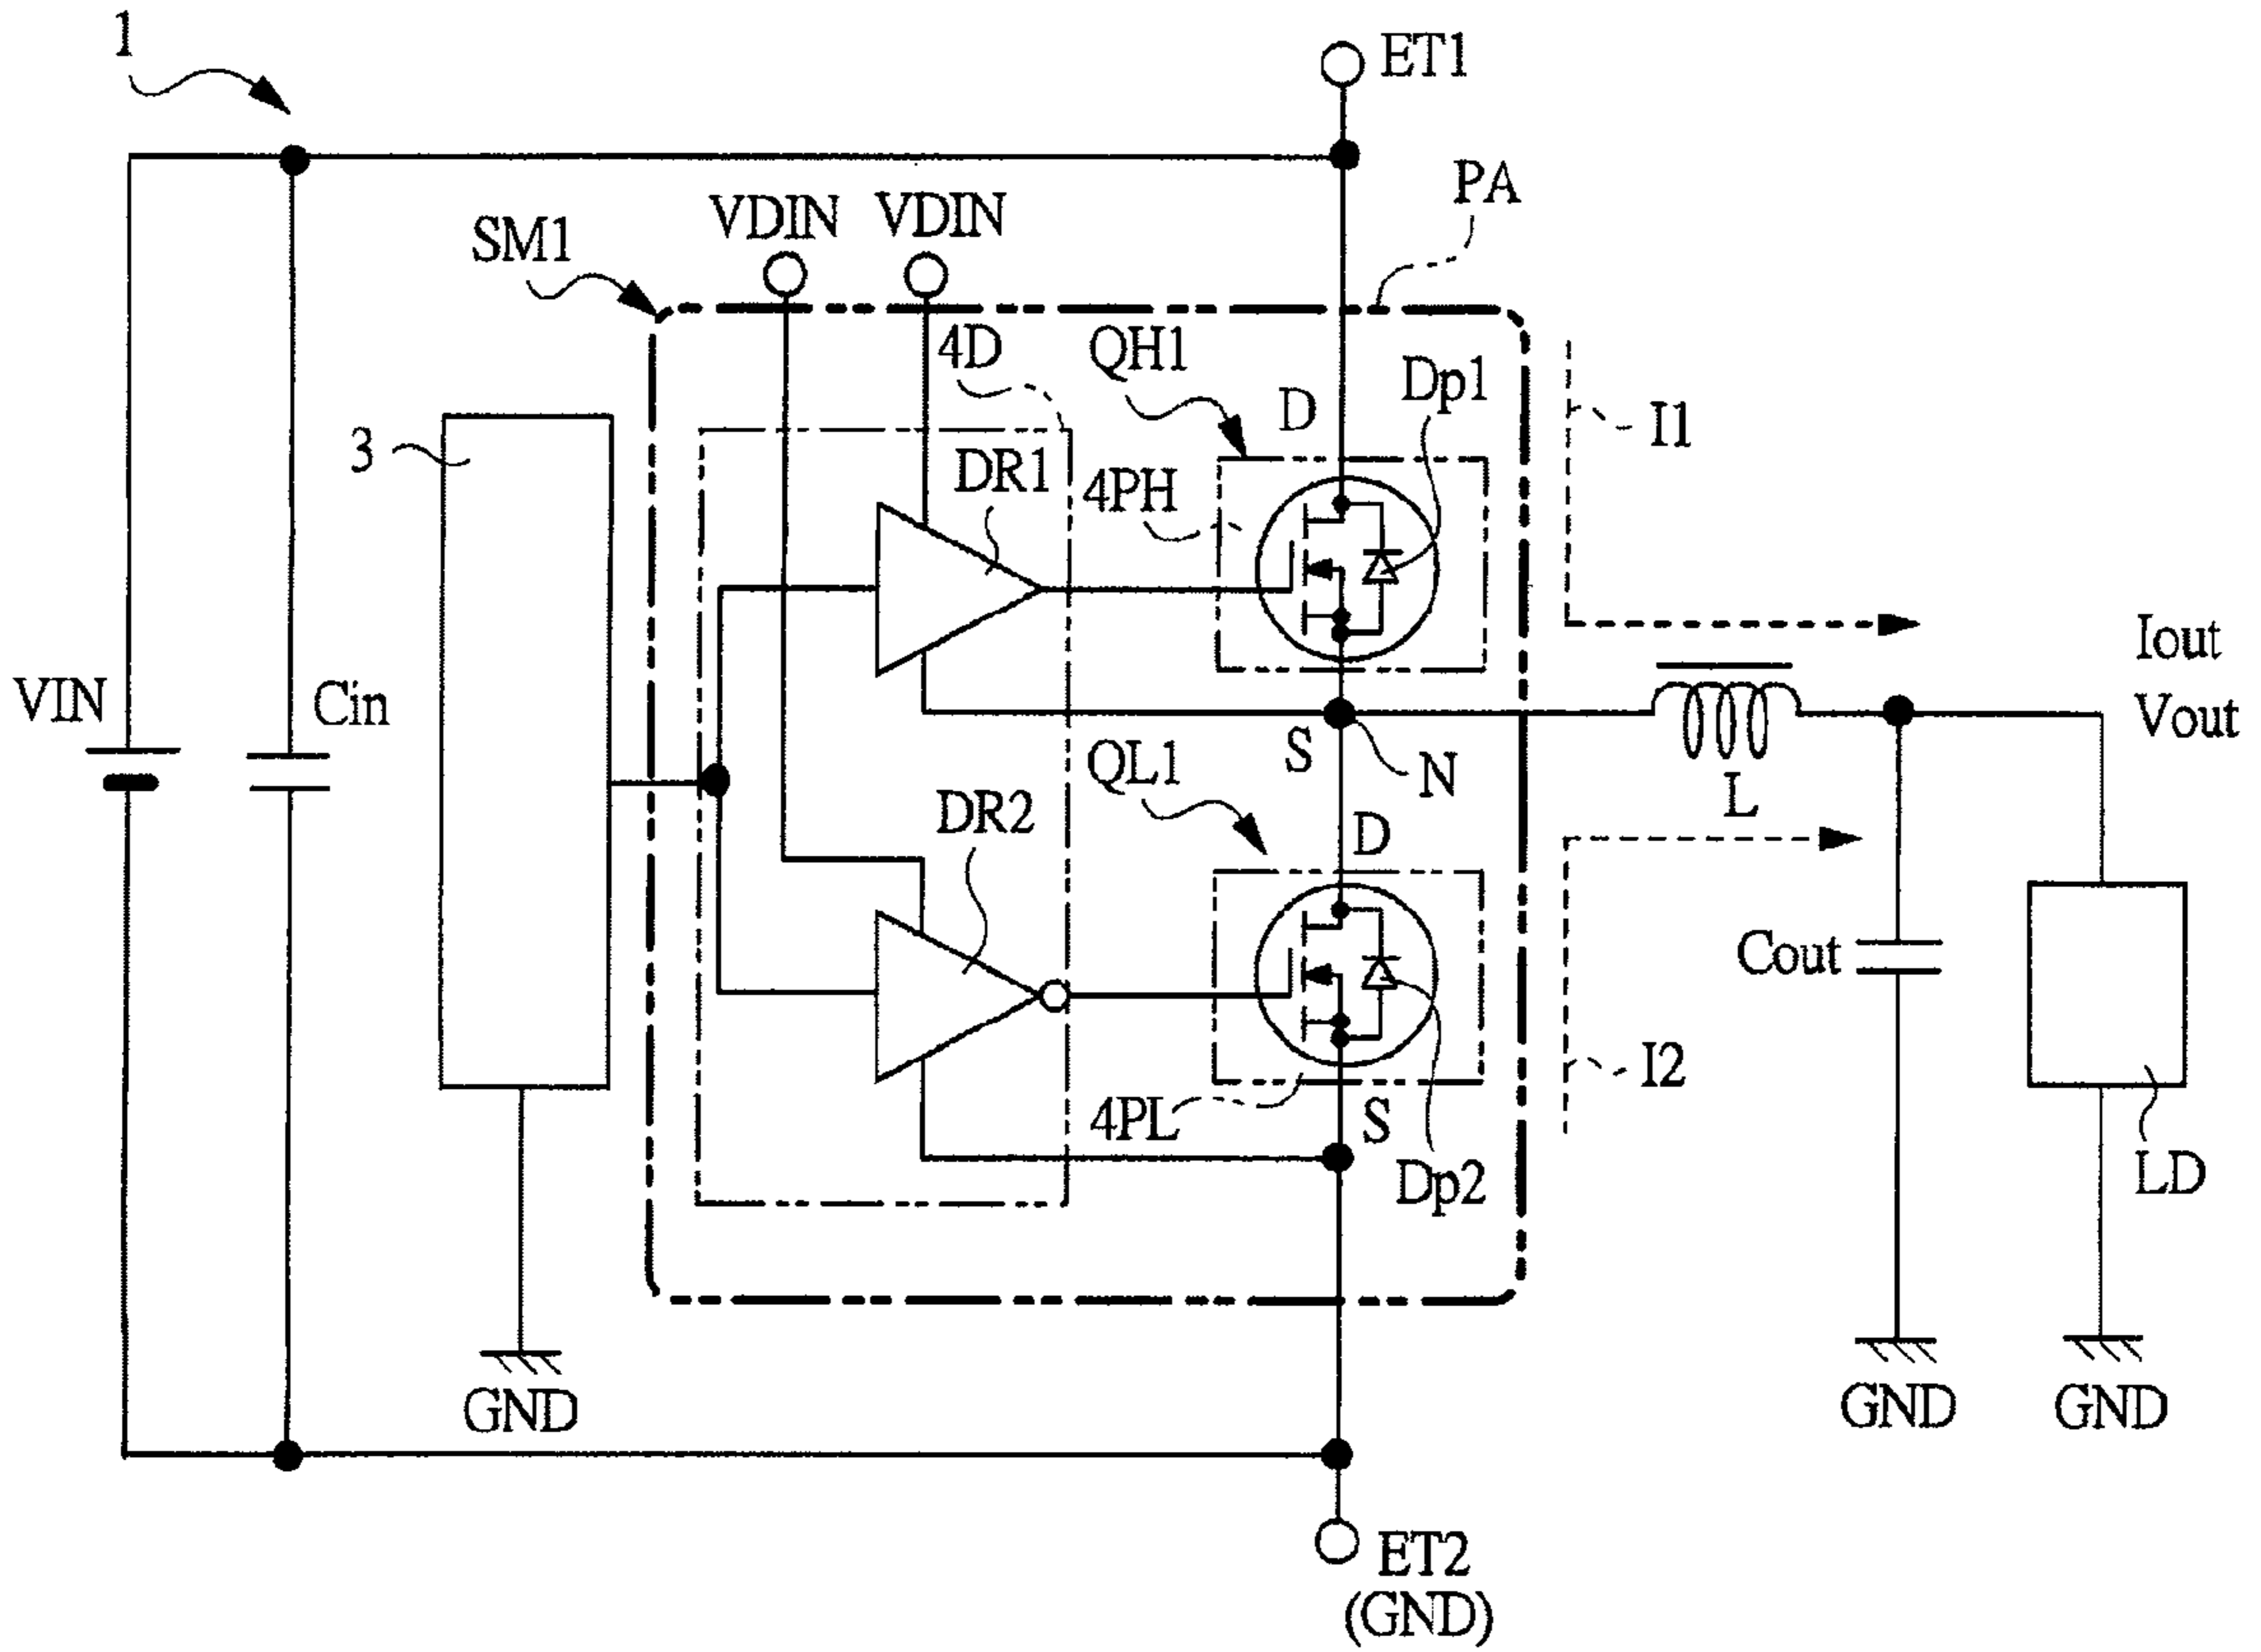 1
ET1
PA
VDIN
VDIN
SM1
4D
QH1
D
Dp1
I1
3
DR1
4PH
Iout
Vout
VIN
Cin
S
N
L
QL1
DR2
D
Cout
I2
4PL
S
Dp2
LD
GND
GND
GND
ET2
(GND)